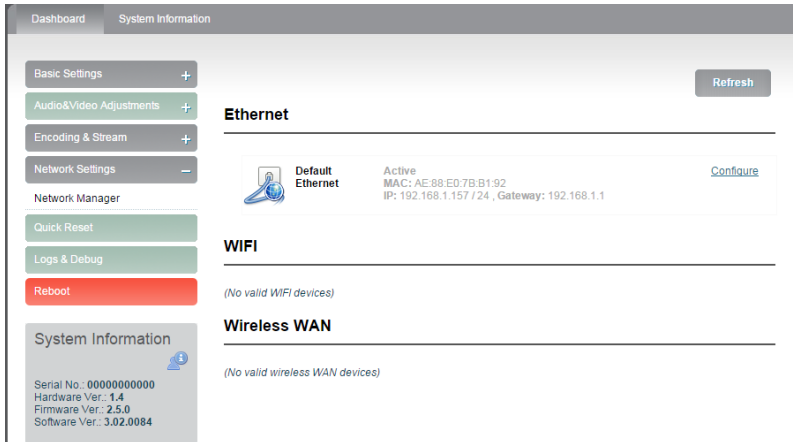 Dashboard System Information
Basic Settings +
Audio&Video Adjustments +
Encoding & Stream +
Network Settings –
Network Manager
Quick Reset
Logs & Debug
Reboot
System Information
Serial No.: 00000000000
Hardware Ver.: 1.4
Firmware Ver.: 2.5.0
Software Ver.: 3.02.0084
Refresh
Ethernet
Default
Ethernet
Active
MAC: AE:88:E0:7B:B1:92
IP: 192.168.1.157 / 24 , Gateway: 192.168.1.1
Configure
WIFI
(No valid WIFI devices)
Wireless WAN
(No valid wireless WAN devices)